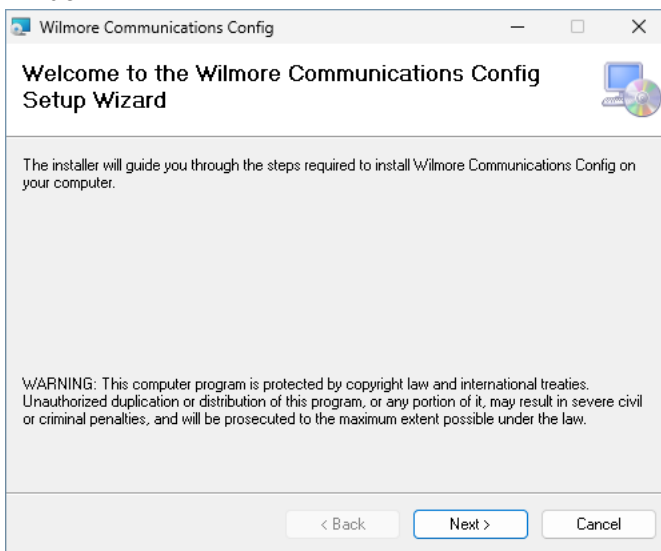 Wilmore Communications Config
Welcome to the Wilmore Communications Config
Setup Wizard
The installer will guide you through the steps required to install Wilmore Communications Config on
your computer.
WARNING: This computer program is protected by copyright law and international treaties.
Unauthorized duplication or distribution of this program, or any portion of it, may result in severe civil
or criminal penalties, and will be prosecuted to the maximum extent possible under the law.
< Back
Next >
Cancel